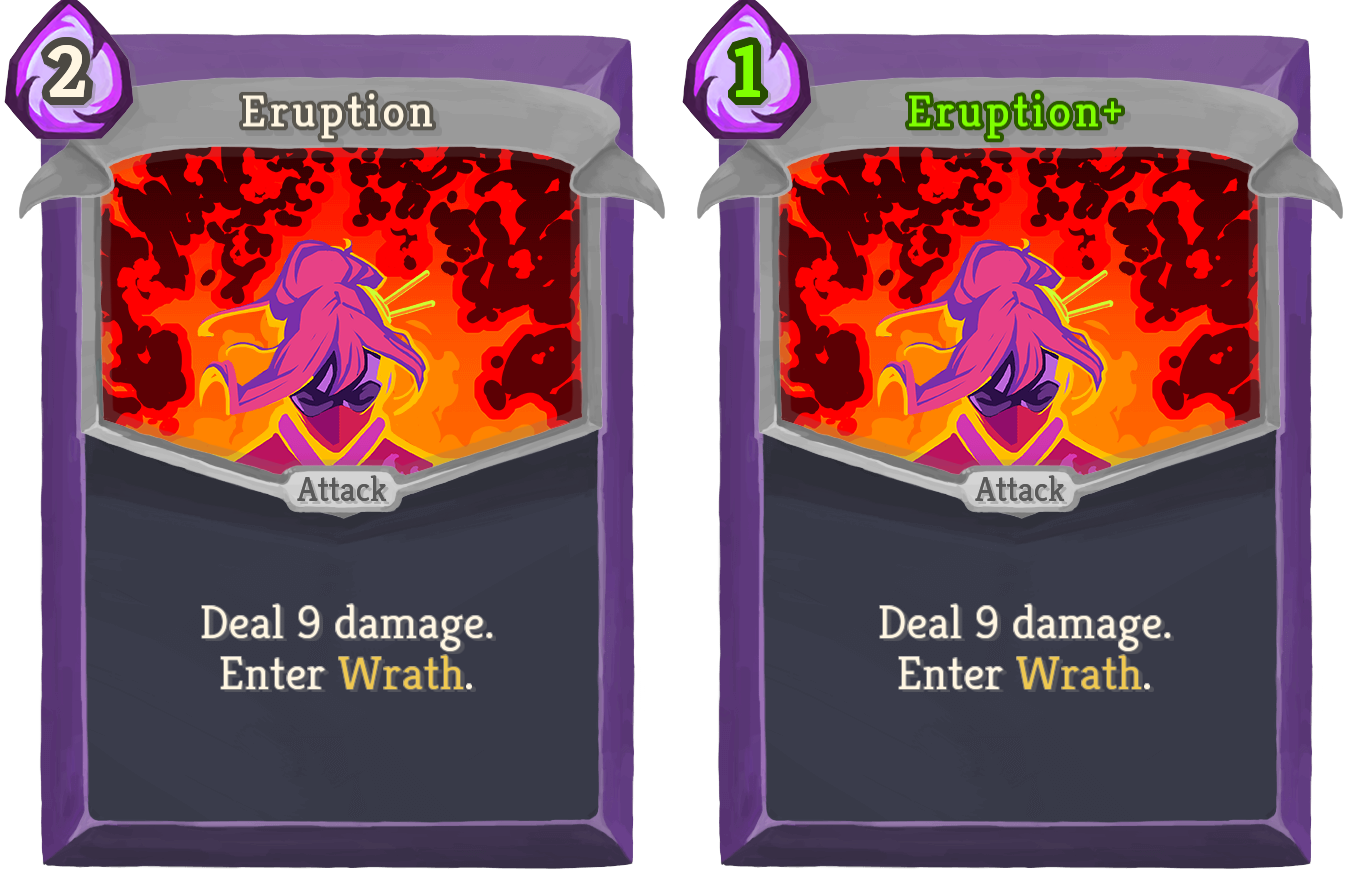 2
Eruption
Attack
Deal 9 damage.
Enter Wrath.
1
Eruption+
Attack
Deal 9 damage.
Enter Wrath.